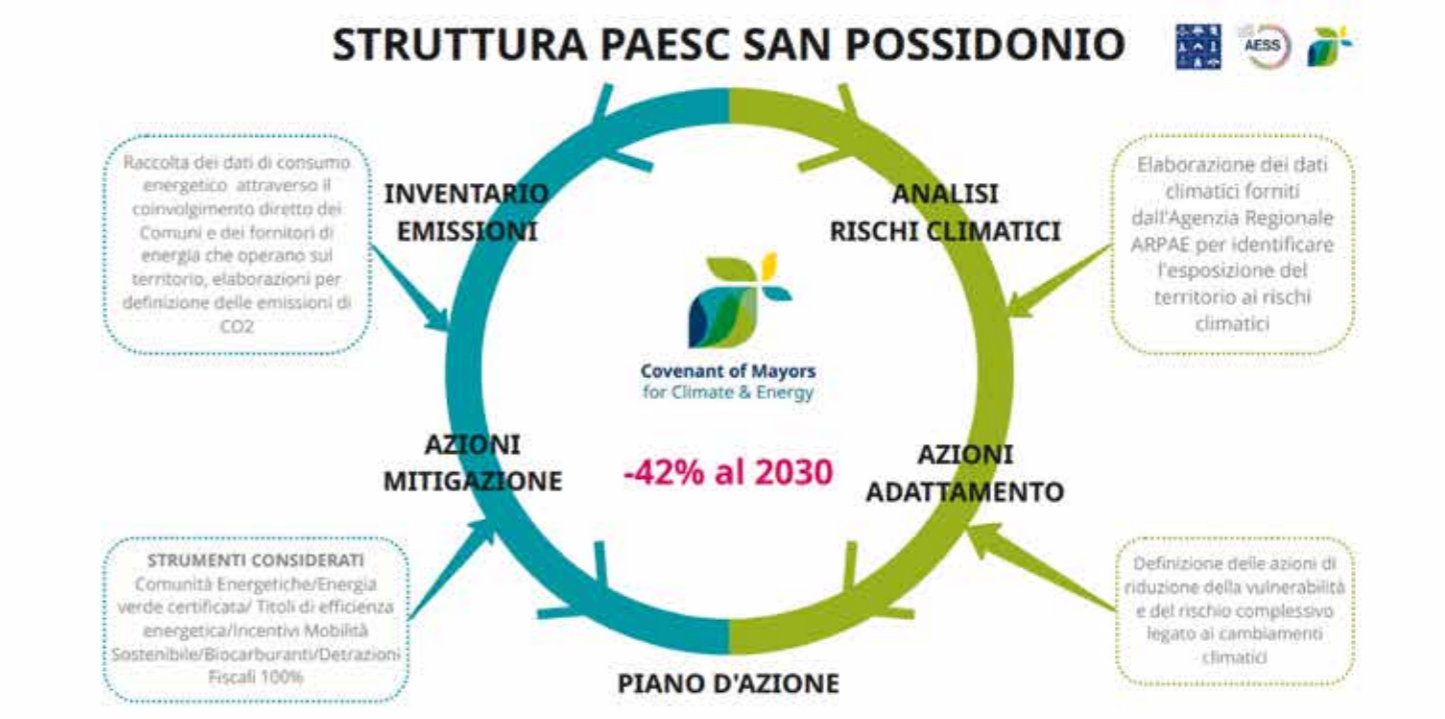 STRUTTURA PAESC SAN POSSIDONIO
AESS
Raccolta dei dati di consumo
energetico attraverso il
coinvolgimento diretto dei
Comuni e dei fornitori di
energia che operano sul
territorio, elaborazioni per
definizione delle emissioni di
CO2
INVENTARIO
EMISSIONI
ANALISI
RISCHI CLIMATICI
Elaborazione dei dati
climatici forniti
dall'Agenzia Regionale
ARPAE per identificare
l'esposizione del
territorio ai rischi
climatici
Covenant of Mayors
for Climate & Energy
-42% al 2030
AZIONI
MITIGAZIONE
AZIONI
ADATTAMENTO
STRUMENTI CONSIDERATI
Comunità Energetiche/Energia
verde certificata/ Titoli di efficienza
energetica/Incentivi Mobilità
Sostenibile/Biocarburanti/Detrazioni
Fiscali 100%
Definizione delle azioni di
riduzione della vulnerabilità
e del rischio complessivo
legato ai cambiamenti
climatici
PIANO D'AZIONE